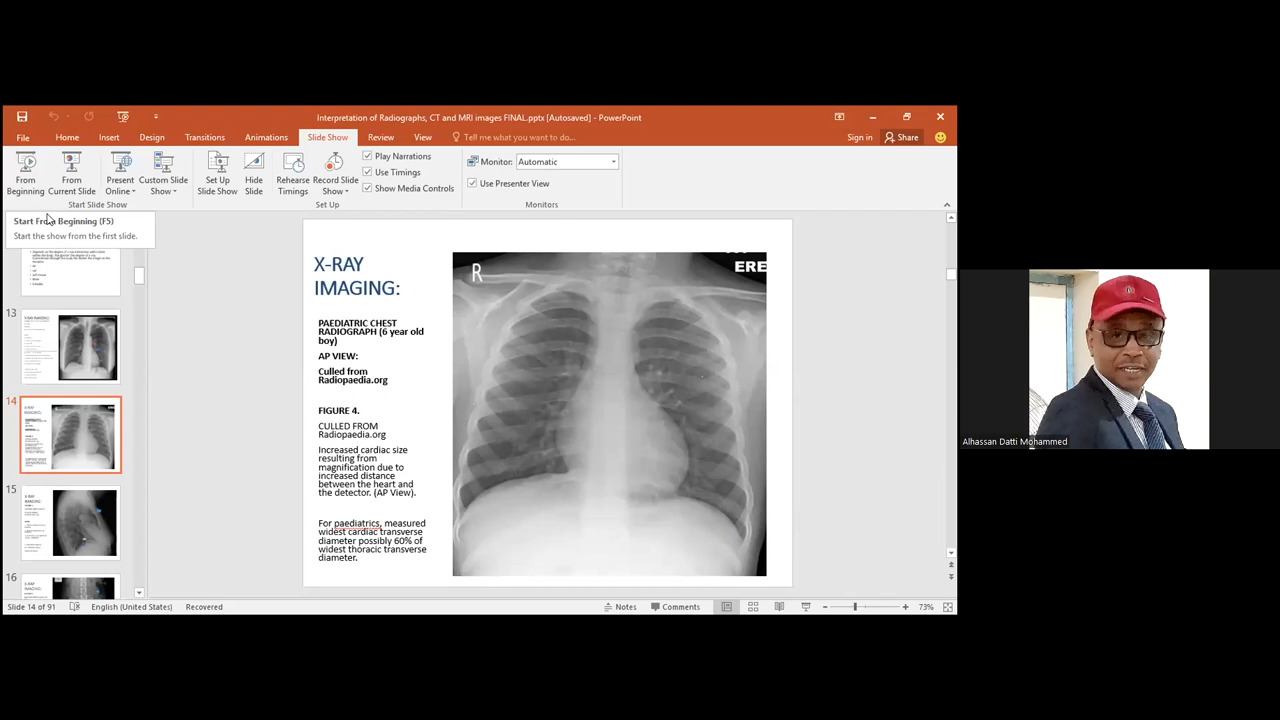 Interpretation of Radiographs, CT and MRI images FINAL.pptx [Autosaved] - PowerPoint
File Home Insert Design Transitions Animations Slide Show Review View Tell me what you want to do... Sign in Share
From Beginning
From Current Slide
Present Online
Custom Slide Show
Set Up Slide Show
Hide Slide
Rehearse Timings
Record Slide Show
Play Narrations
Use Timings
Show Media Controls
Monitor: Automatic
Use Presenter View
Start Slide Show Set Up Monitors
Start From Beginning (F5)
Start the show from the first slide.
13
14
15
16
X-RAY
IMAGING:
PAEDIATRIC CHEST
RADIOGRAPH (6 year old
boy)
AP VIEW:
Culled from
Radiopaedia.org
FIGURE 4.
CULLED FROM
Radiopaedia.org
Increased cardiac size
resulting from
magnification due to
increased distance
between the heart and
the detector. (AP View).
For paediatrics, measured
widest cardiac transverse
diameter possibly 60% of
widest thoracic transverse
diameter.
R
ERE
Alhassan Datti Mohammed
Slide 14 of 91 English (United States) Recovered Notes Comments 73%